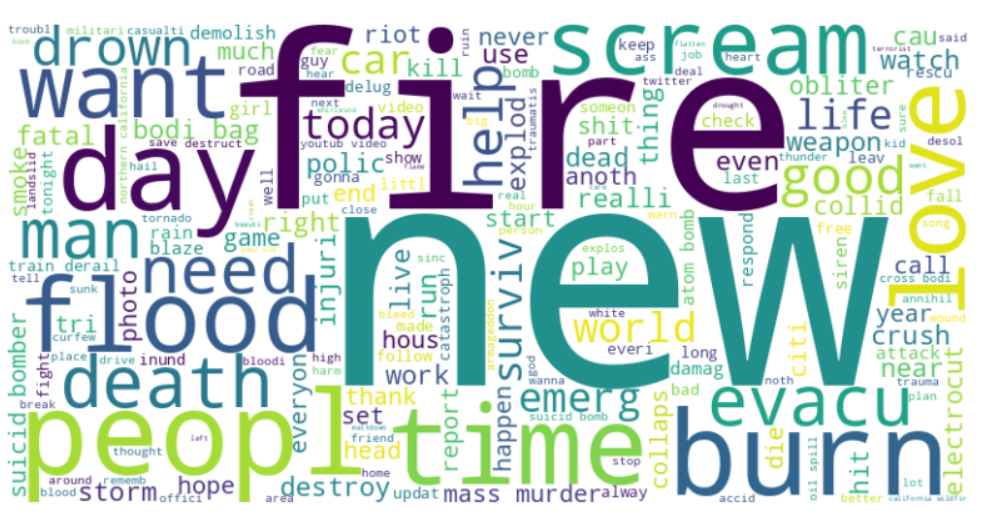 troubl
militari
casualti
drown
demolish
much
riot
never
use
scream
cau
said
watch
rescu
want
fire
car
kill
guy
fear
hear
ruin
road
delug
help
bomb
keep
ass
job
flatten
heart
deal
twitter
terrorist
obliter
life
love
girl
fatal
bodi bag
today
next
video
whirlwind
wait
big
explod
traumatis
someon
shit
part
thing
drought
check
weapon
sure
kid
desol
smoke
landslid
tonight
northern california
save
destruct
hail
day
youtub video
polic
show
gonna
put
littl
well
end
close
dead
anoth
real
hour
realli
even
last
thunder
leav
good
collid
fall
song
man
tornado
rain
blaze
game
right
start
person
warn
atom bomb
respond
free
siren
call
cross bodi
annihil
wound
train derail
tell
sunk
need
injuri
live
sinc
run
catastroph
surviv
explos
play
new
flood
photo
tri
curfew
place
drive
inund
bloodi
high
harm
bleed
made
hous
follow
armageddon
god
white
world
everi
long
citi
damag
bad
noth
year
crush
attack
near
trauma
plan
suicid bomber
fight
break
death
everyon
work
thank
set
wanna
happen
suicid bomb
emerg
evacu
die
electrocut
peopl
left
meltdown
friend
head
report
time
stop
collaps
burn
oil spill
hit
lot
thought
around
rememb
blood
storm
offici
hope
area
destroy
home
updat
mass murder
alway
accid
better
california wildfir